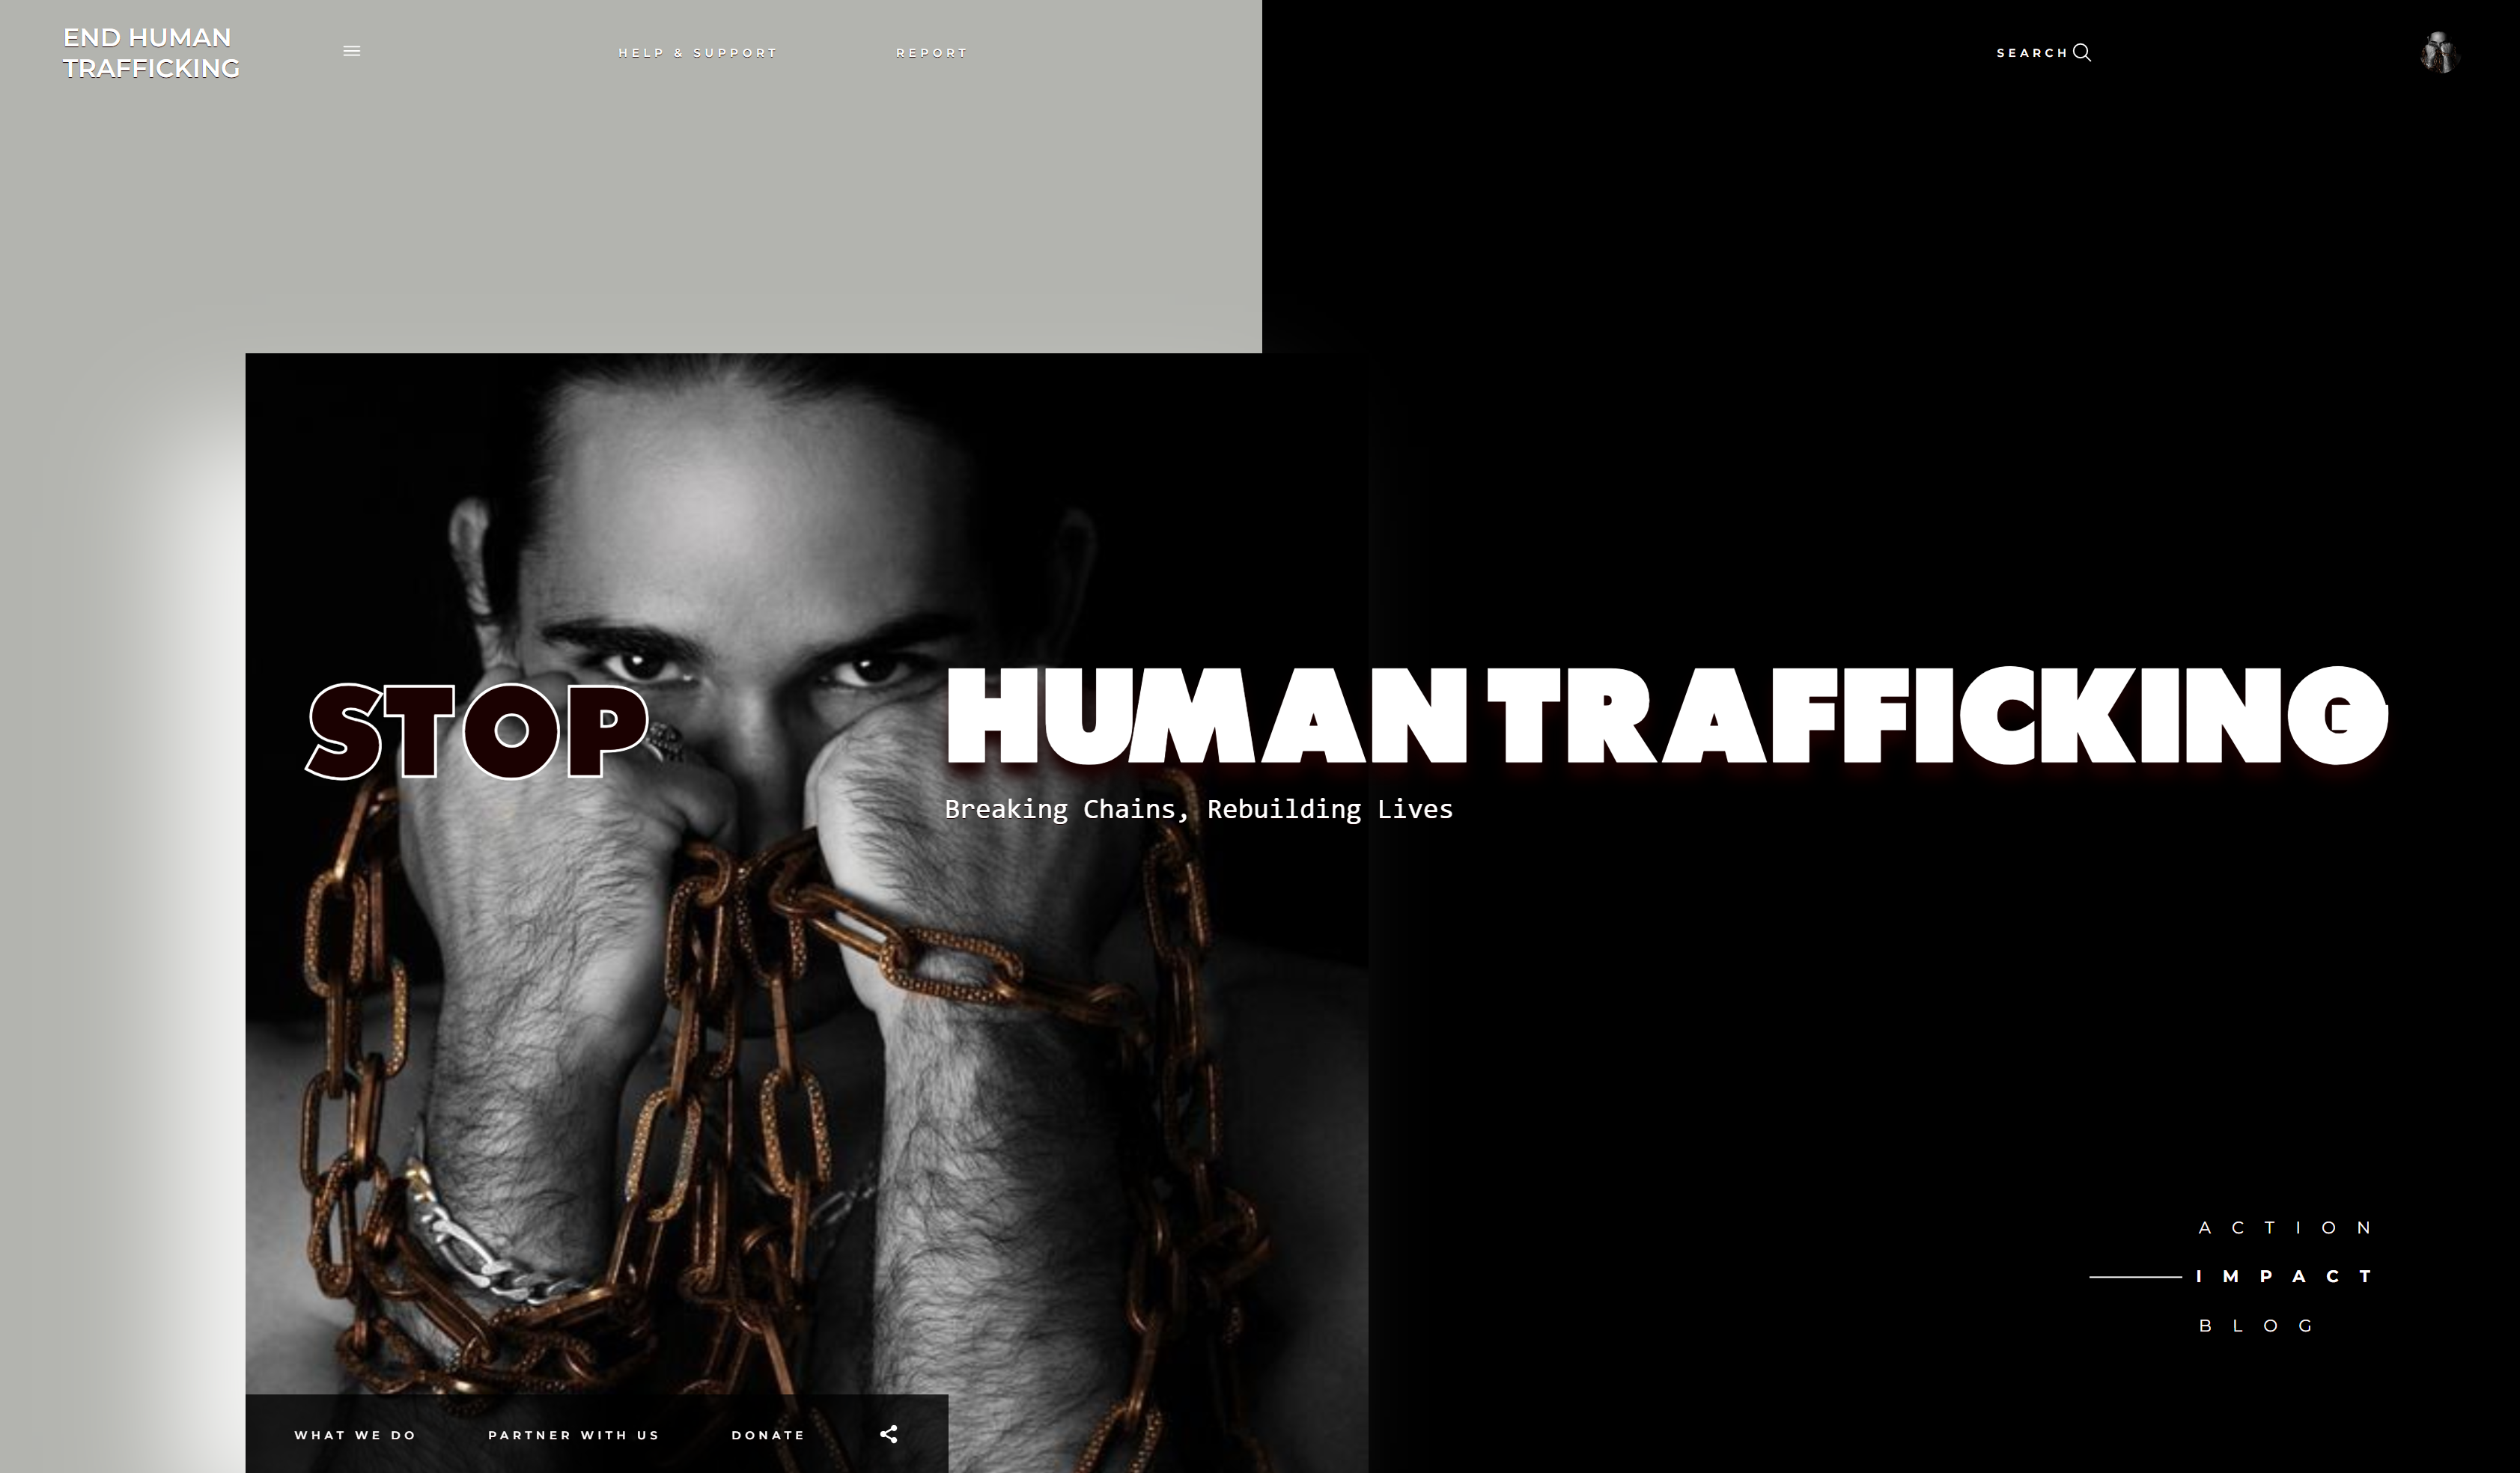 END HUMAN
TRAFFICKING
HELP & SUPPORT
REPORT
SEARCH
STOP
HUMAN TRAFFICKING
Breaking Chains, Rebuilding Lives
ACTION
IMPACT
BLOG
WHAT WE DO
PARTNER WITH US
DONATE